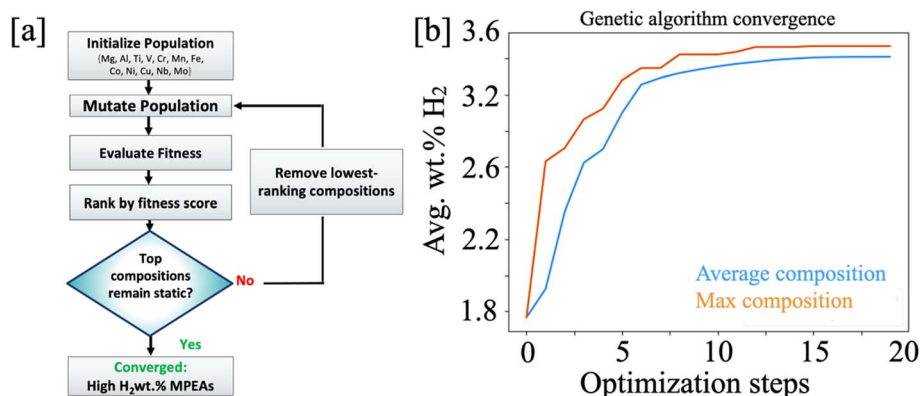 [a]
Initialize Population
{Mg, Al, Ti, V, Cr, Mn, Fe,
Co, Ni, Cu, Nb, Mo}
Mutate Population
Evaluate Fitness
Rank by fitness score
Remove lowest-
ranking compositions
Top
compositions
remain static?
No
Yes
Converged:
High H₂wt.% MPEAs
[b]
Genetic algorithm convergence
Avg. wt.% H₂
3.6
3.2
2.6
2.2
1.8
Average composition
Max composition
0
5
10
15
20
Optimization steps